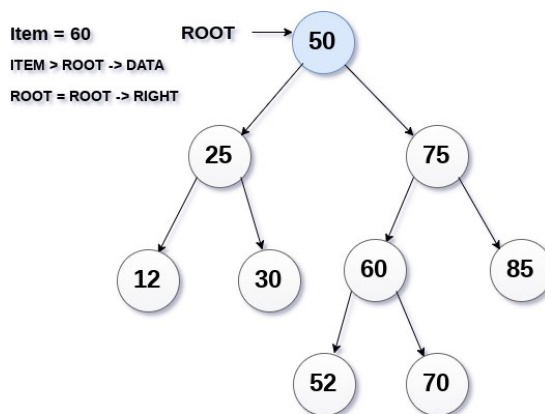 Item = 60
ROOT
50
ITEM > ROOT -> DATA
ROOT = ROOT -> RIGHT
25
75
12
30
60
85
52
70